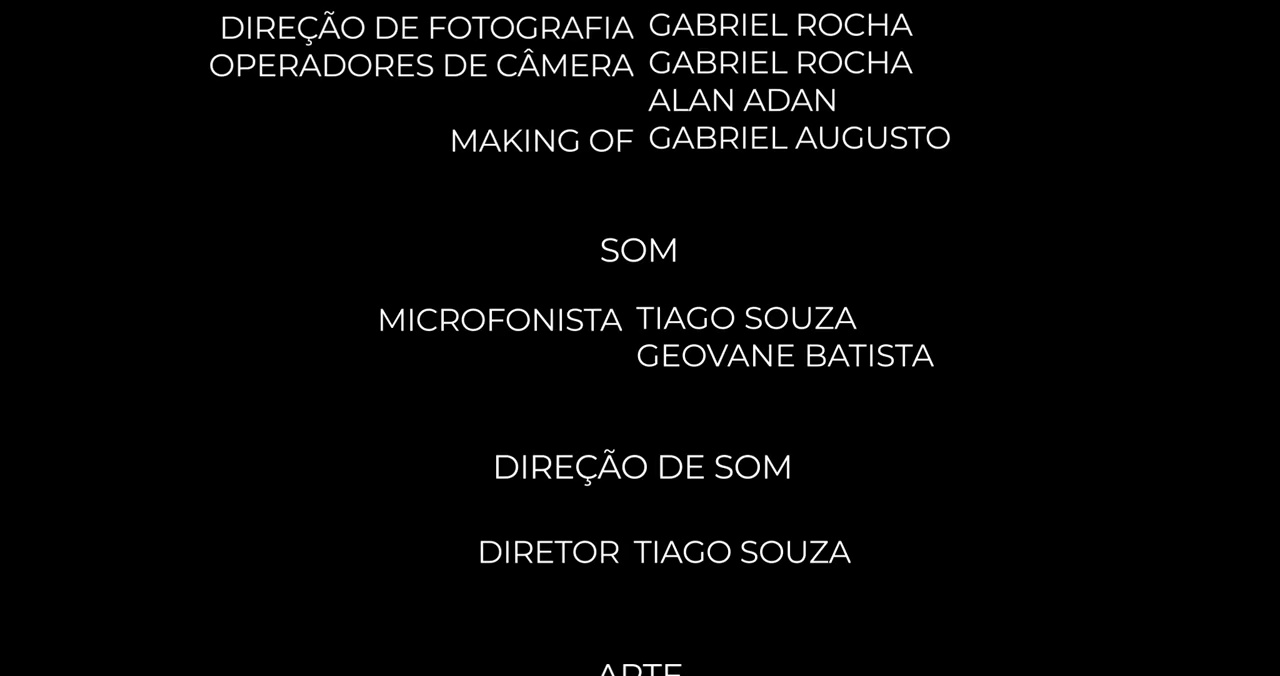 DIREÇÃO DE FOTOGRAFIA GABRIEL ROCHA
OPERADORES DE CÂMERA GABRIEL ROCHA
ALAN ADAN
MAKING OF GABRIEL AUGUSTO
SOM
MICROFONISTA TIAGO SOUZA
GEOVANE BATISTA
DIREÇÃO DE SOM
DIRETOR TIAGO SOUZA
ARTE